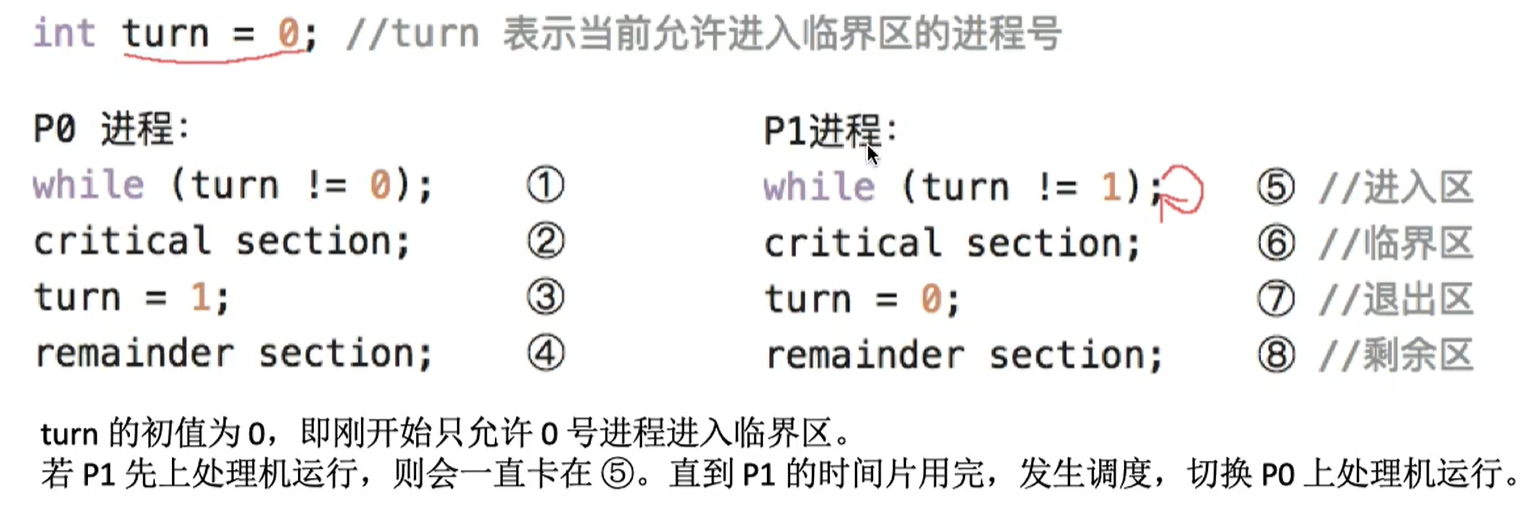 int turn = 0; //turn 表示当前允许进入临界区的进程号
P0 进程:
while (turn != 0); ①
critical section; ②
turn = 1; ③
remainder section; ④
P1进程:
while (turn != 1); ⑤ //进入区
critical section; ⑥ //临界区
turn = 0; ⑦ //退出区
remainder section; ⑧ //剩余区
turn 的初值为 0，即刚开始只允许 0 号进程进入临界区。
若 P1 先上处理机运行，则会一直卡在 ⑤。直到 P1 的时间片用完，发生调度，切换 P0 上处理机运行。